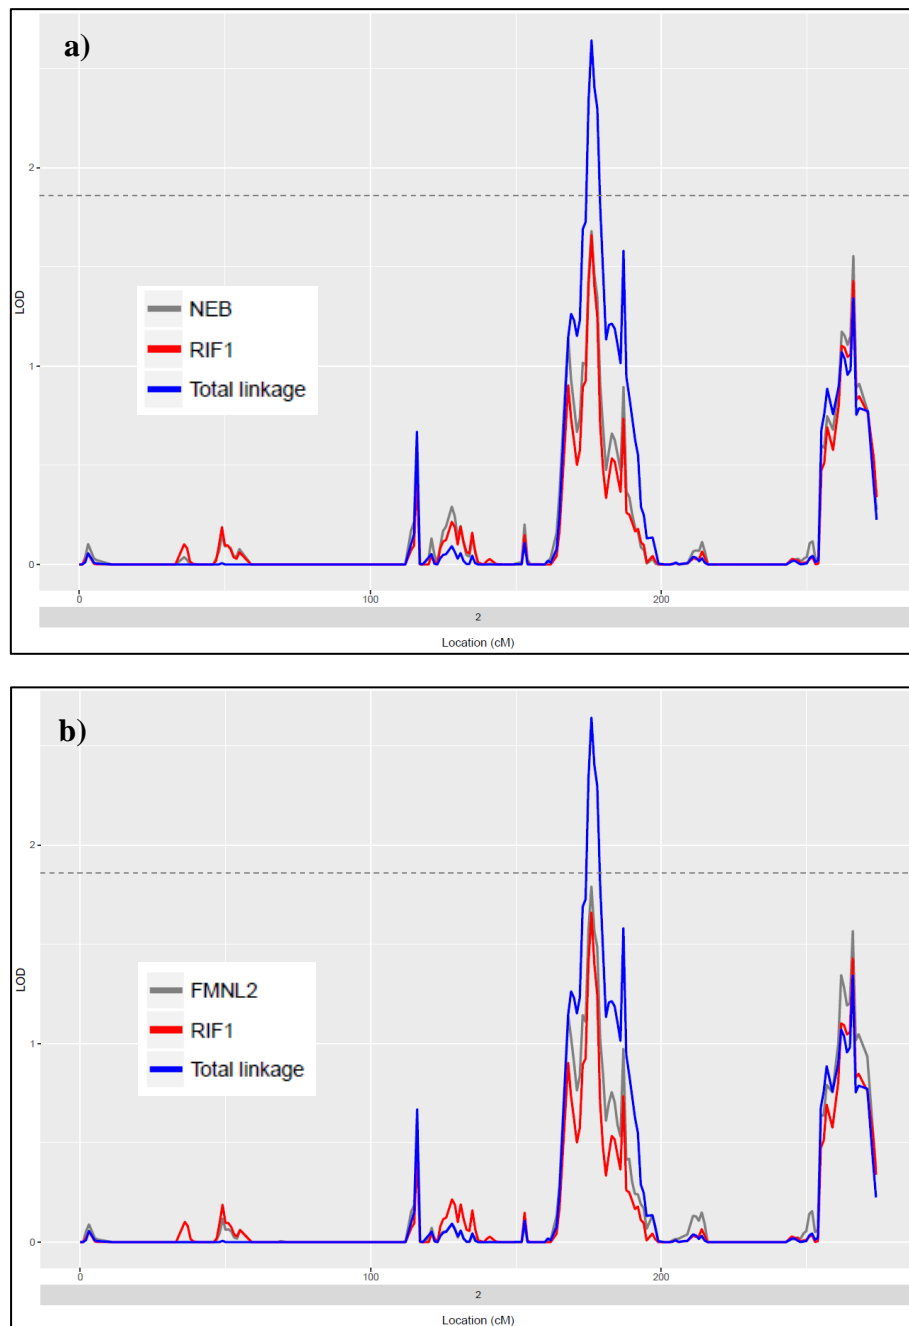 a)
2
1
0
LOD
NEB
RIF1
Total linkage
0 100 200
2
Location (cM)
b)
2
1
0
LOD
FMNL2
RIF1
Total linkage
0 100 200
2
Location (cM)